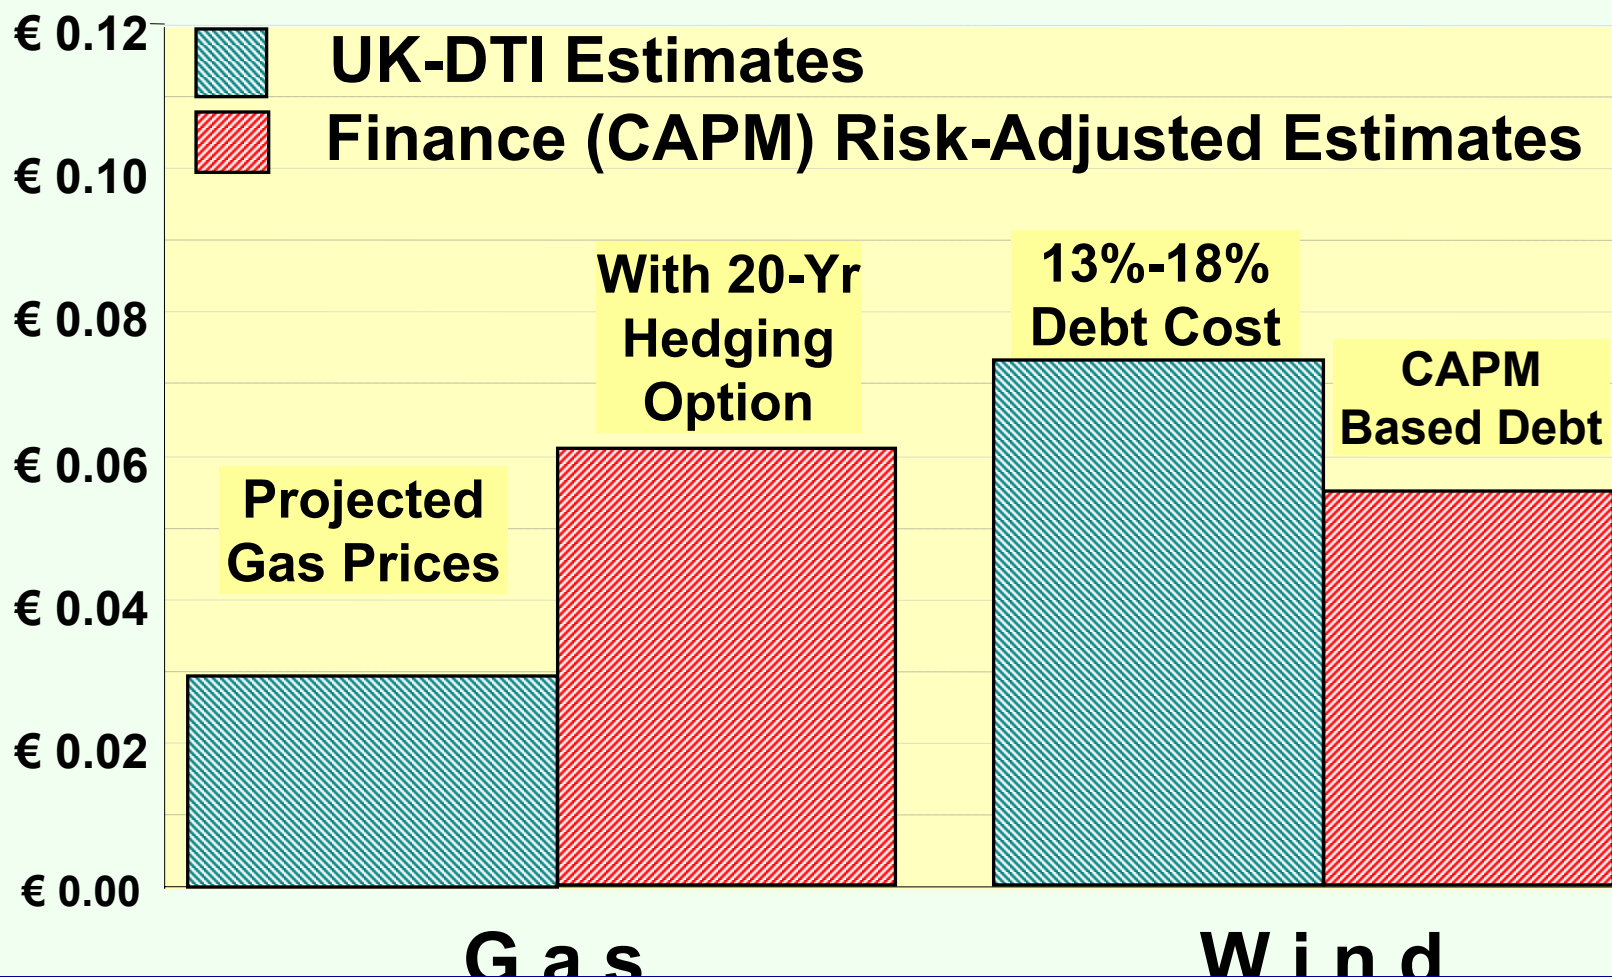 € 0.12
UK-DTI Estimates
Finance (CAPM) Risk-Adjusted Estimates
€ 0.10
€ 0.08
€ 0.06
€ 0.04
€ 0.02
€ 0.00
Projected
Gas Prices
With 20-Yr
Hedging
Option
13%-18%
Debt Cost
CAPM
Based Debt
Gas
Wind